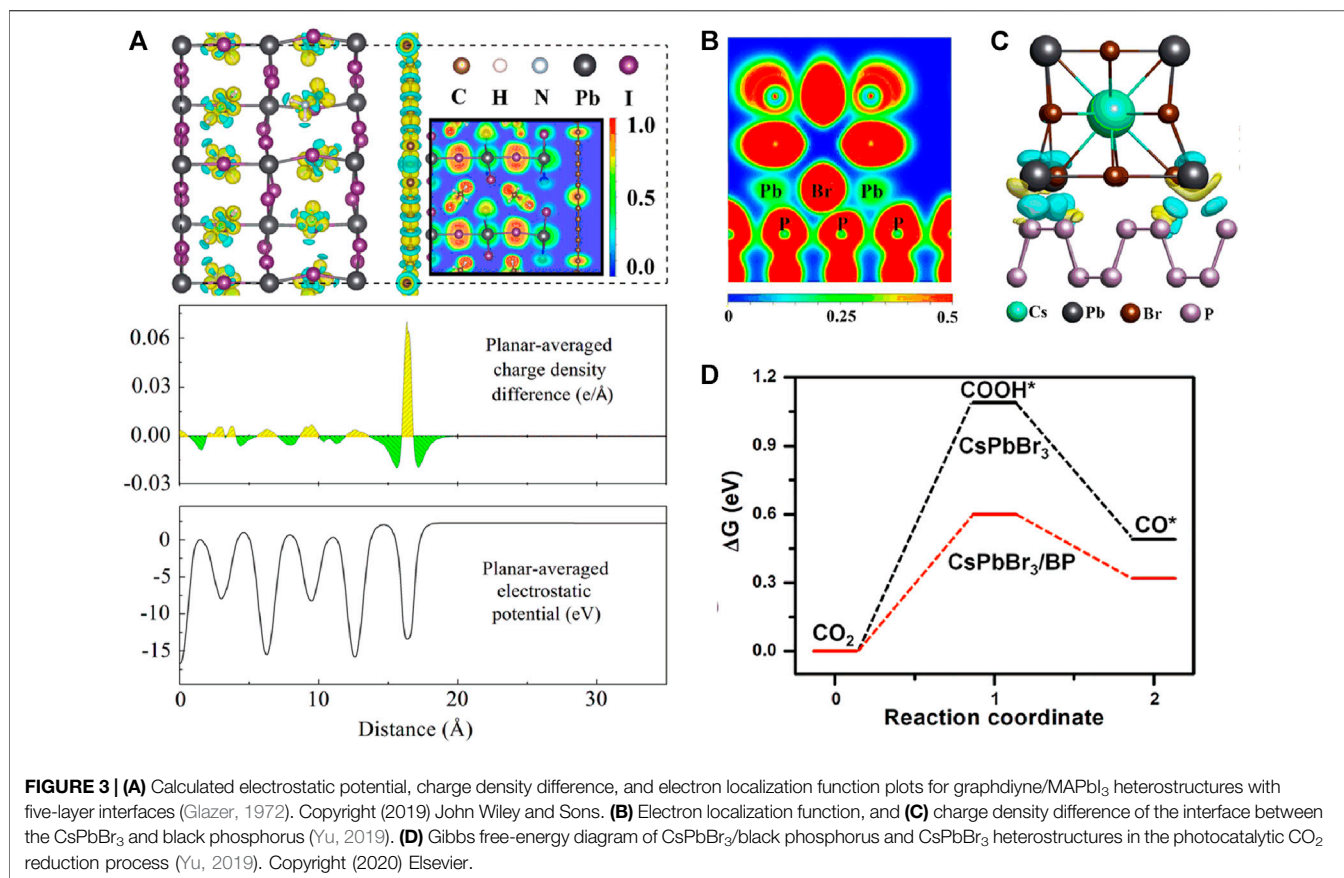 A
C H N Pb I
1.0
0.5
0.0
0.06
0.03
0.00
-0.03
Planar-averaged
charge density
difference (e/Å)
0
-5
-10
-15
Planar-averaged
electrostatic
potential (eV)
0 10 20 30
Distance (Å)
B
Pb Br Pb
P P P
0 0.25 0.5
C
Cs Pb Br P
D
1.2
0.9
0.6
0.3
0.0
ΔG (eV)
COOH*
CsPbBr₃
CO*
CsPbBr₃/BP
CO₂
0 1 2
Reaction coordinate
FIGURE 3 | (A) Calculated electrostatic potential, charge density difference, and electron localization function plots for graphdiyne/MAPbI₃ heterostructures with
five-layer interfaces (Glazer, 1972). Copyright (2019) John Wiley and Sons. (B) Electron localization function, and (C) charge density difference of the interface between
the CsPbBr₃ and black phosphorus (Yu, 2019). (D) Gibbs free-energy diagram of CsPbBr₃/black phosphorus and CsPbBr₃ heterostructures in the photocatalytic CO₂
reduction process (Yu, 2019). Copyright (2020) Elsevier.